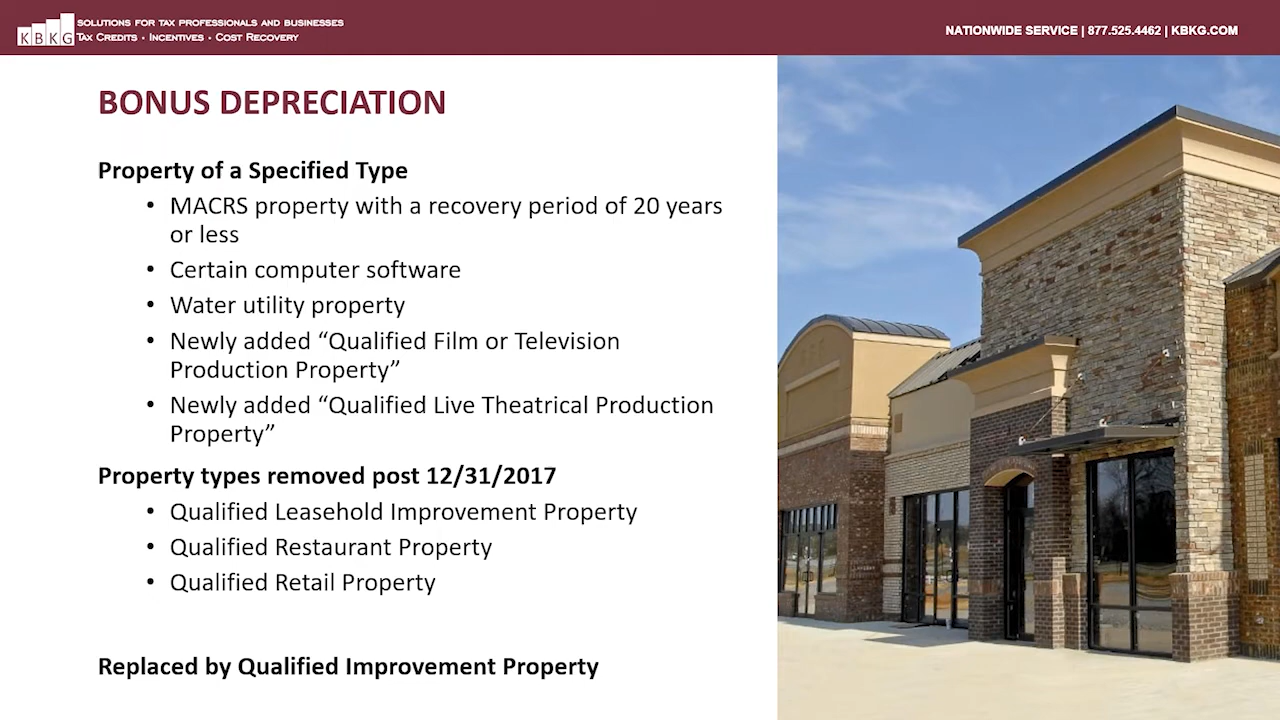 KBKG
SOLUTIONS FOR TAX PROFESSIONALS AND BUSINESSES
TAX CREDITS • INCENTIVES • COST RECOVERY
NATIONWIDE SERVICE | 877.525.4462 | KBKG.COM
BONUS DEPRECIATION
Property of a Specified Type
• MACRS property with a recovery period of 20 years
or less
• Certain computer software
• Water utility property
• Newly added “Qualified Film or Television
Production Property”
• Newly added “Qualified Live Theatrical Production
Property”
Property types removed post 12/31/2017
• Qualified Leasehold Improvement Property
• Qualified Restaurant Property
• Qualified Retail Property
Replaced by Qualified Improvement Property